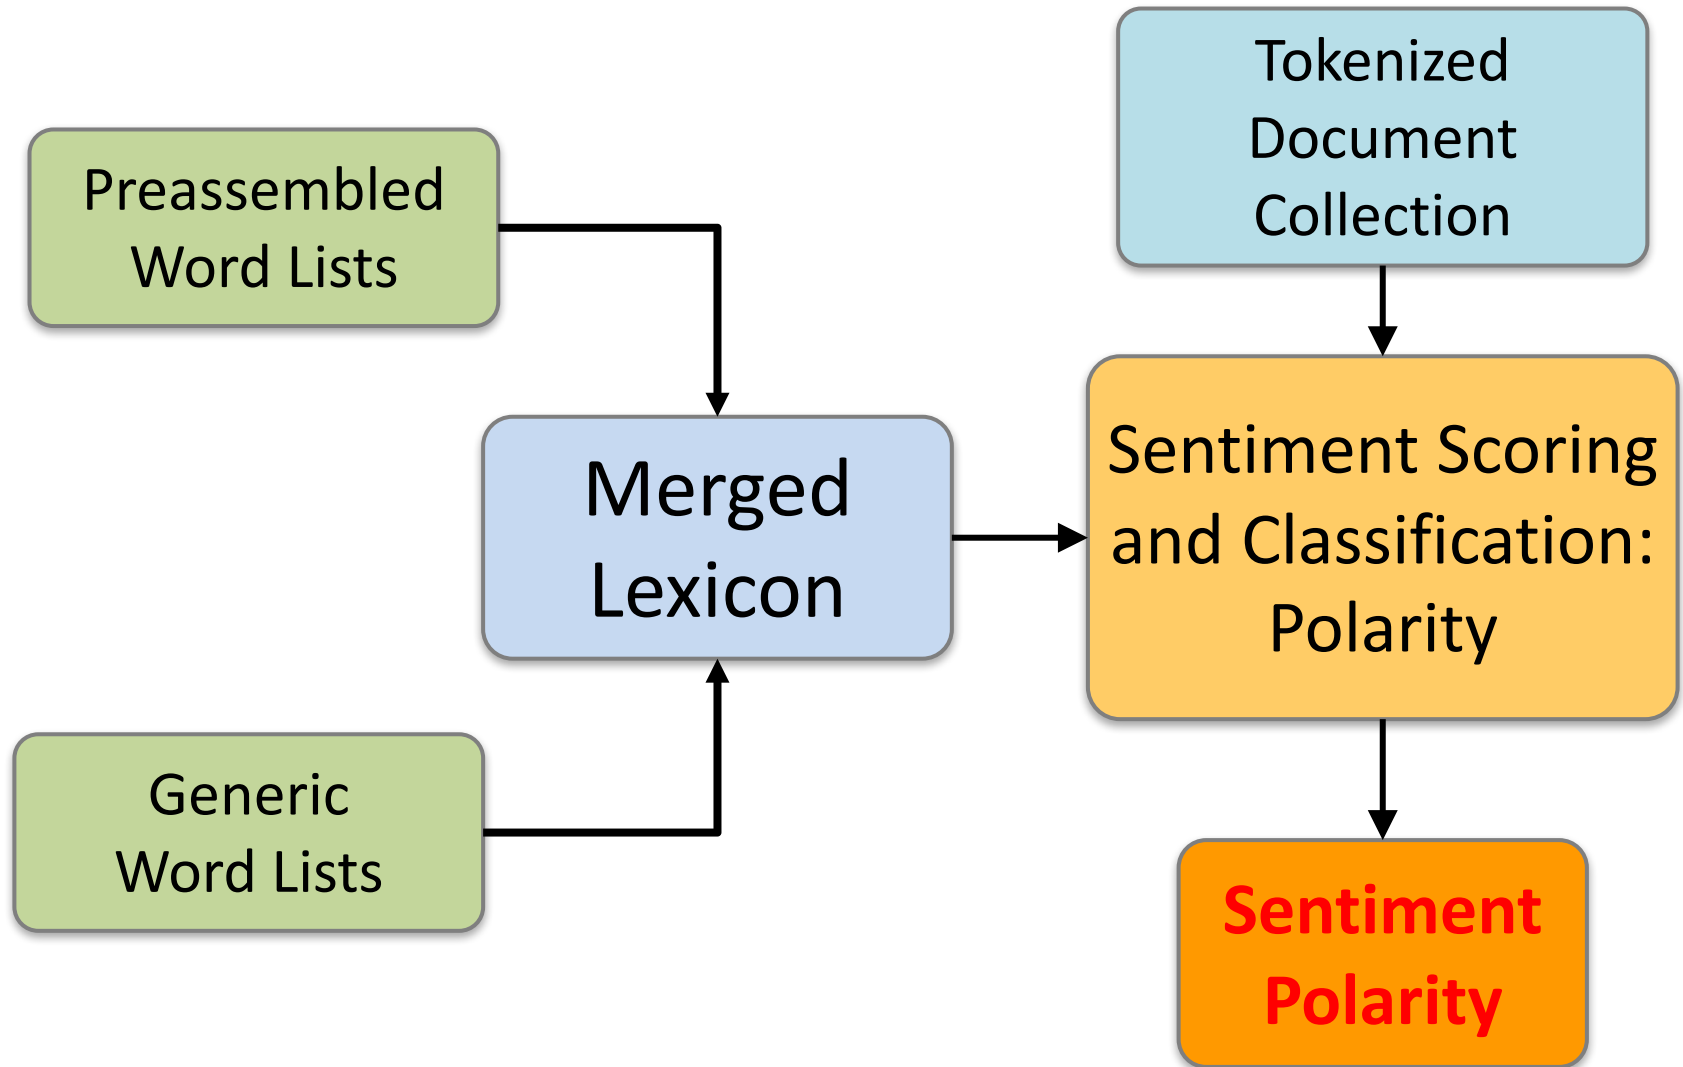 Preassembled
Word Lists
Generic
Word Lists
Merged
Lexicon
Tokenized
Document
Collection
Sentiment Scoring
and Classification:
Polarity
Sentiment
Polarity